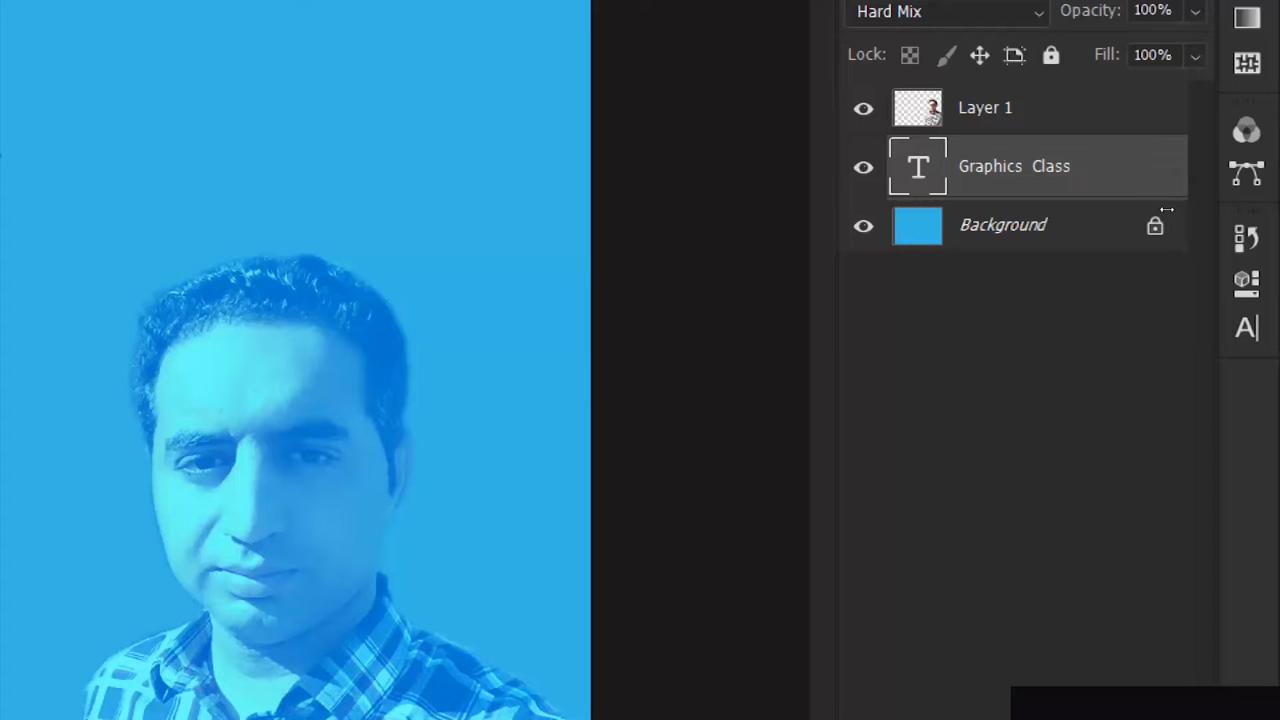 Hard Mix Opacity: 100%
Lock: Fill: 100%
Layer 1
T Graphics Class
Background
A